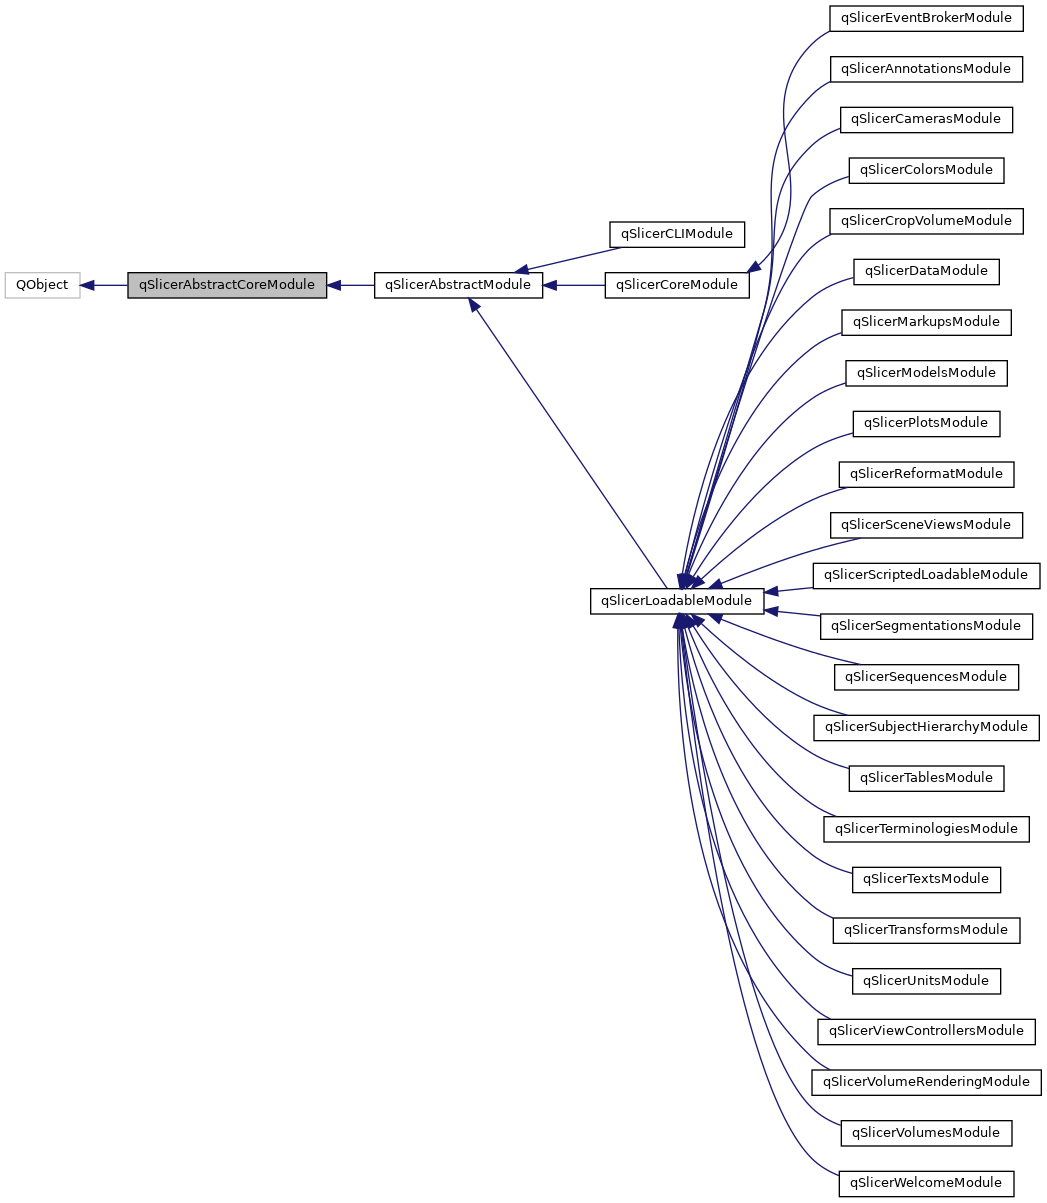 qSlicerEventBrokerModule
qSlicerAnnotationsModule
qSlicerCamerasModule
qSlicerColorsModule
qSlicerCropVolumeModule
qSlicerCLIModule
qSlicerDataModule
QObject
qSlicerAbstractCoreModule
qSlicerAbstractModule
qSlicerCoreModule
qSlicerMarkupsModule
qSlicerModelsModule
qSlicerPlotsModule
qSlicerReformatModule
qSlicerSceneViewsModule
qSlicerScriptedLoadableModule
qSlicerLoadableModule
qSlicerSegmentationsModule
qSlicerSequencesModule
qSlicerSubjectHierarchyModule
qSlicerTablesModule
qSlicerTerminologiesModule
qSlicerTextsModule
qSlicerTransformsModule
qSlicerUnitsModule
qSlicerViewControllersModule
qSlicerVolumeRenderingModule
qSlicerVolumesModule
qSlicerWelcomeModule